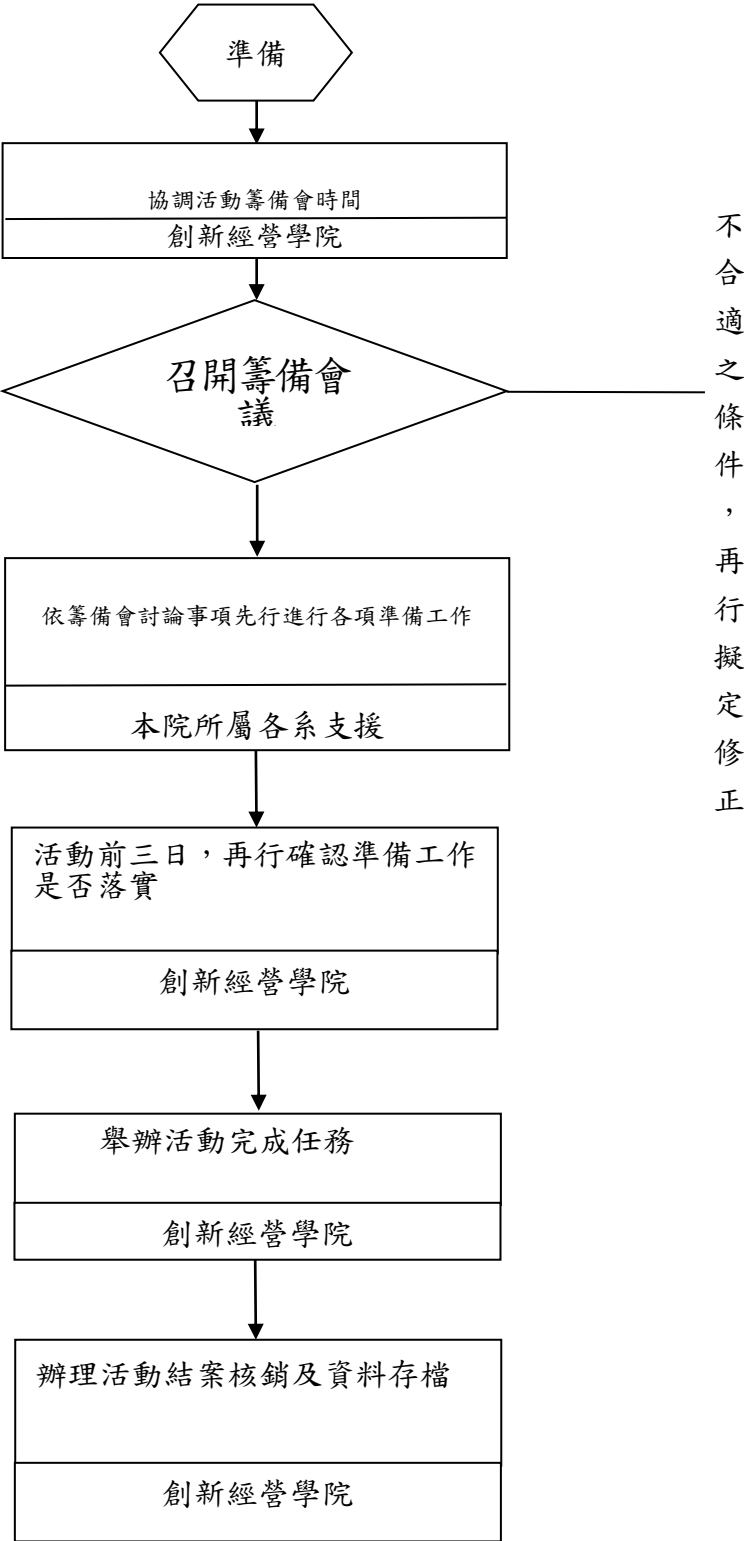 準備
協調活動籌備會時間
創新經營學院
召開籌備會
議
不合適之條件，再行擬定修正
依籌備會討論事項先行進行各項準備工作
本院所屬各系支援
活動前三日，再行確認準備工作
是否落實
創新經營學院
舉辦活動完成任務
創新經營學院
辦理活動結案核銷及資料存檔
創新經營學院